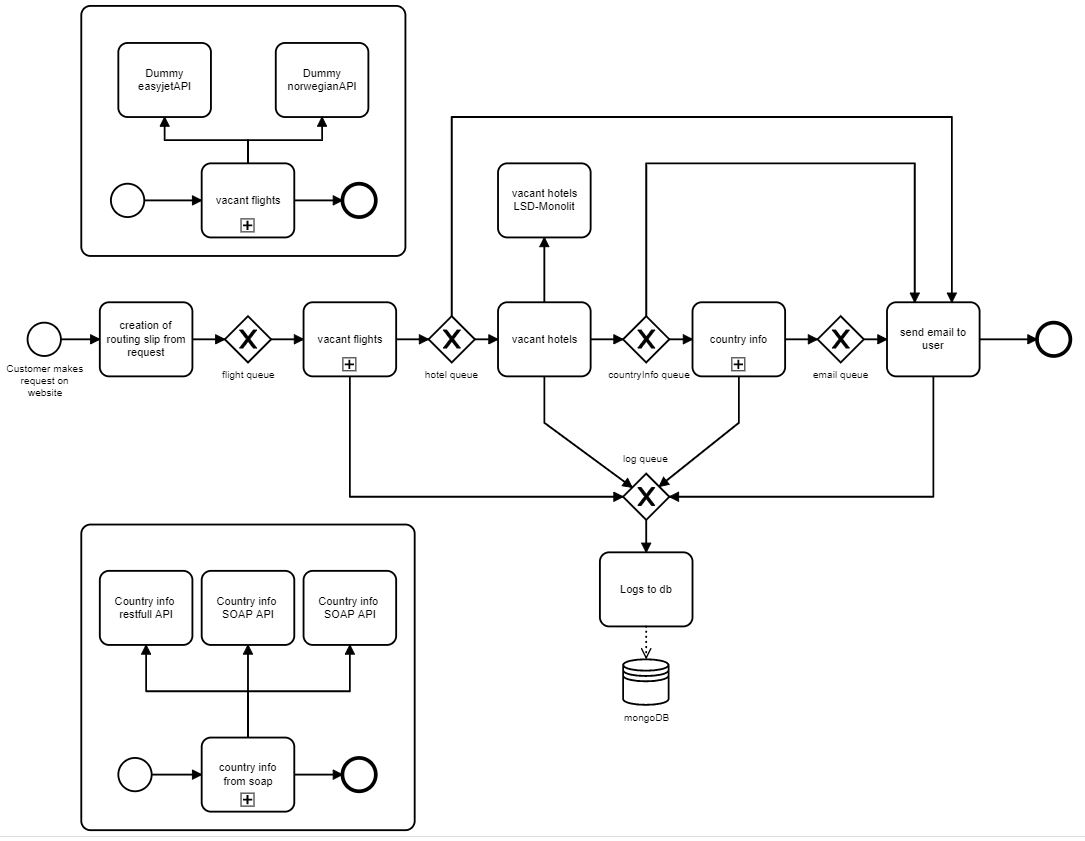 Dummy
easyjetAPI
Dummy
norwegianAPI
vacant flights
vacant hotels
LSD-Monolit
Customer makes
request on
website
creation of
routing slip from
request
flight queue
vacant flights
hotel queue
vacant hotels
countryInfo queue
country info
email queue
send email to
user
log queue
Logs to db
mongoDB
Country info
restfull API
Country info
SOAP API
Country info
SOAP API
country info
from soap